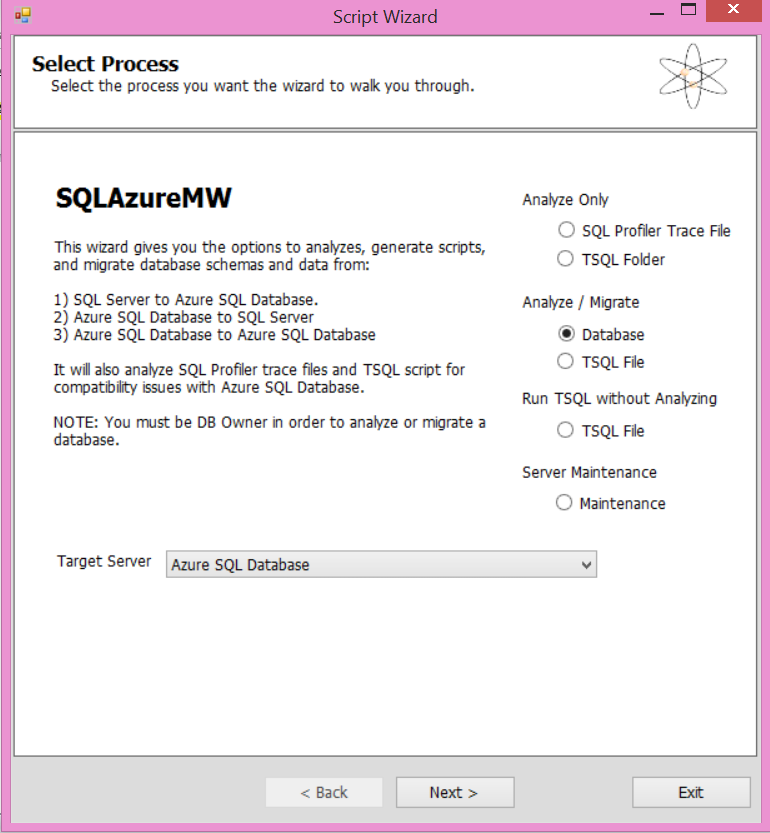 Script Wizard
Select Process
Select the process you want the wizard to walk you through.
SQLAzureMW
This wizard gives you the options to analyzes, generate scripts,
and migrate database schemas and data from:
1) SQL Server to Azure SQL Database.
2) Azure SQL Database to SQL Server
3) Azure SQL Database to Azure SQL Database
It will also analyze SQL Profiler trace files and TSQL script for
compatibility issues with Azure SQL Database.
NOTE: You must be DB Owner in order to analyze or migrate a
database.
Analyze Only
SQL Profiler Trace File
TSQL Folder
Analyze / Migrate
Database
TSQL File
Run TSQL without Analyzing
TSQL File
Server Maintenance
Maintenance
Target Server
Azure SQL Database
< Back
Next >
Exit